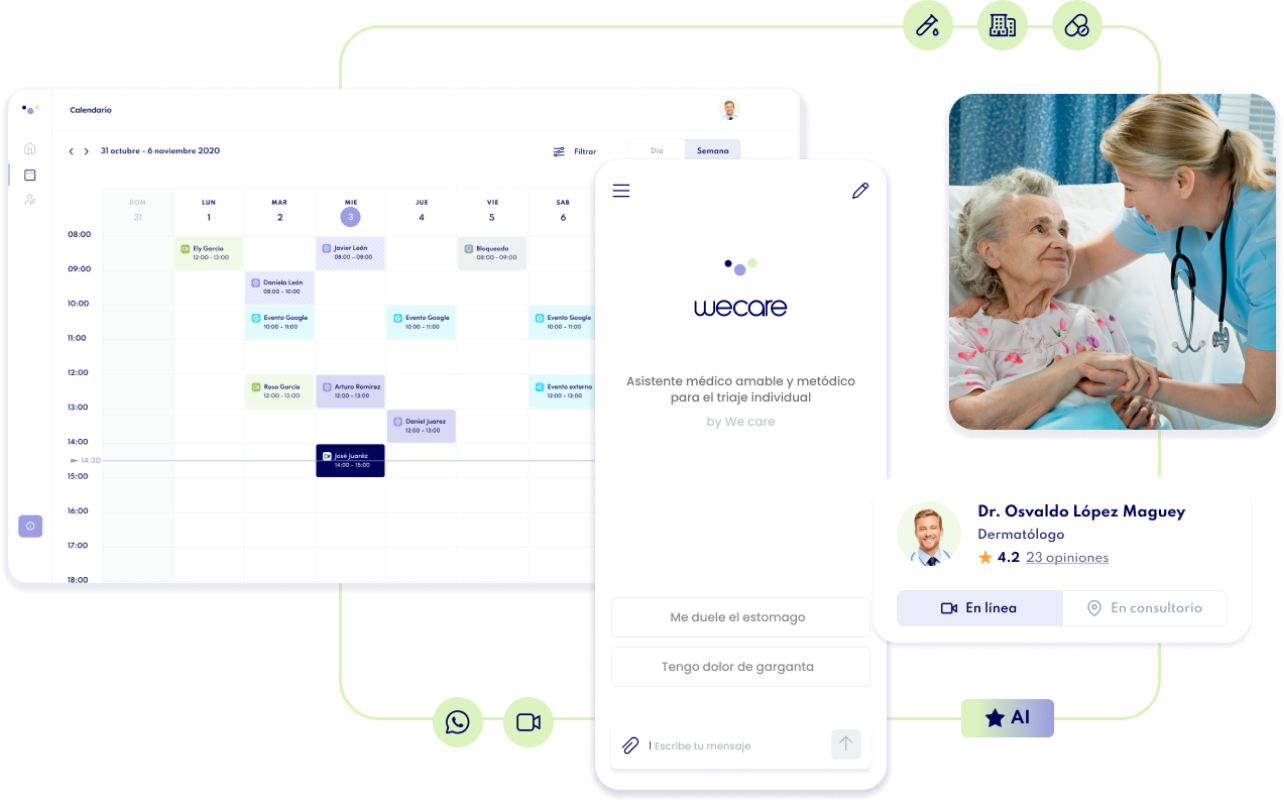 Calendario
31 octubre - 6 noviembre 2020
Filtrar
Día
Semana
DOM
31
LUN
1
MAR
2
MIE
3
JUE
4
VIE
5
SAB
6
08:00
09:00
10:00
11:00
12:00
13:00
14:00
14:30
15:00
16:00
17:00
18:00
Ely García
12:00 - 13:00
Javier León
08:00 - 09:00
Bloqueado
08:00 - 09:00
Daniela León
09:00 - 10:00
Evento Google
10:00 - 11:00
Evento Google
10:00 - 11:00
Evento Google
10:00 - 11:00
Rosa García
12:00 - 13:00
Arturo Ramírez
12:00 - 13:00
Evento externo
12:00 - 13:00
Daniel Juarez
12:00 - 13:00
José Juaréz
14:00 - 15:00
wecare
Asistente médico amable y metódico
para el triaje individual
by We care
Me duele el estomago
Tengo dolor de garganta
Escribe tu mensaje
Dr. Osvaldo López Maguey
Dermatólogo
4.2 23 opiniones
En línea
En consultorio
AI